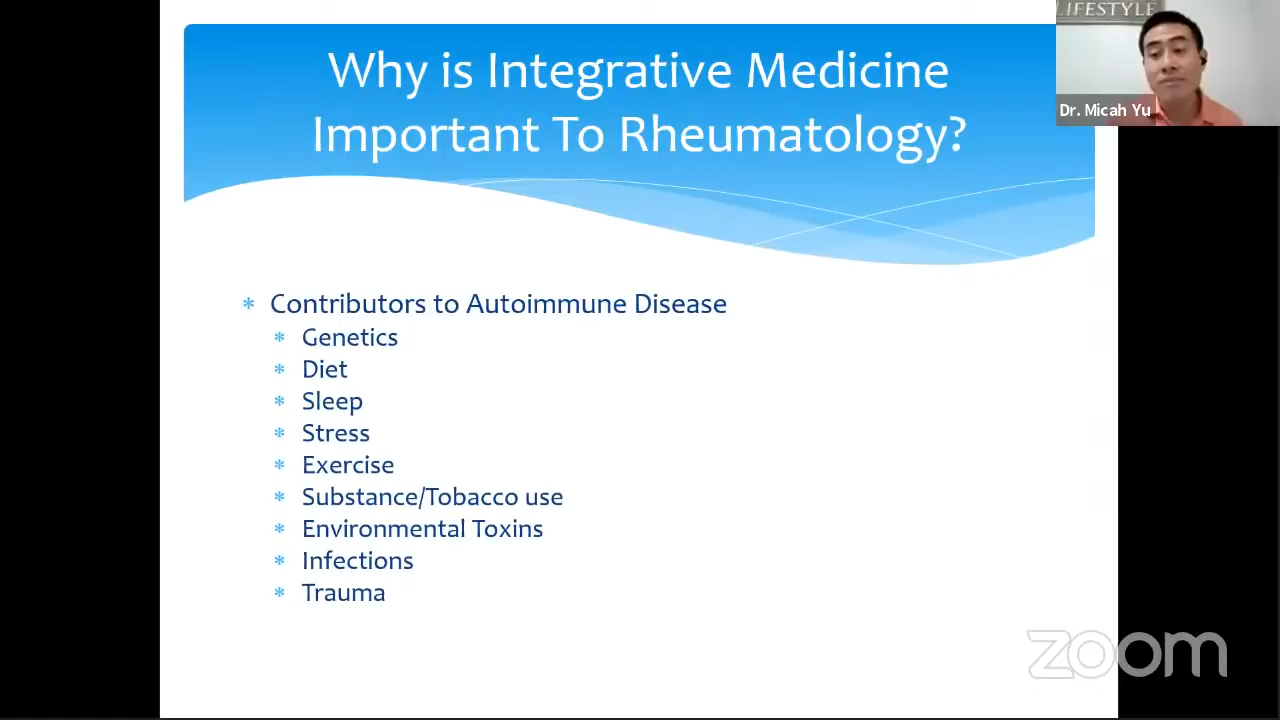 LIFESTYLE
Dr. Micah Yu
Why is Integrative Medicine
Important To Rheumatology?
* Contributors to Autoimmune Disease
* Genetics
* Diet
* Sleep
* Stress
* Exercise
* Substance/Tobacco use
* Environmental Toxins
* Infections
* Trauma
zoom